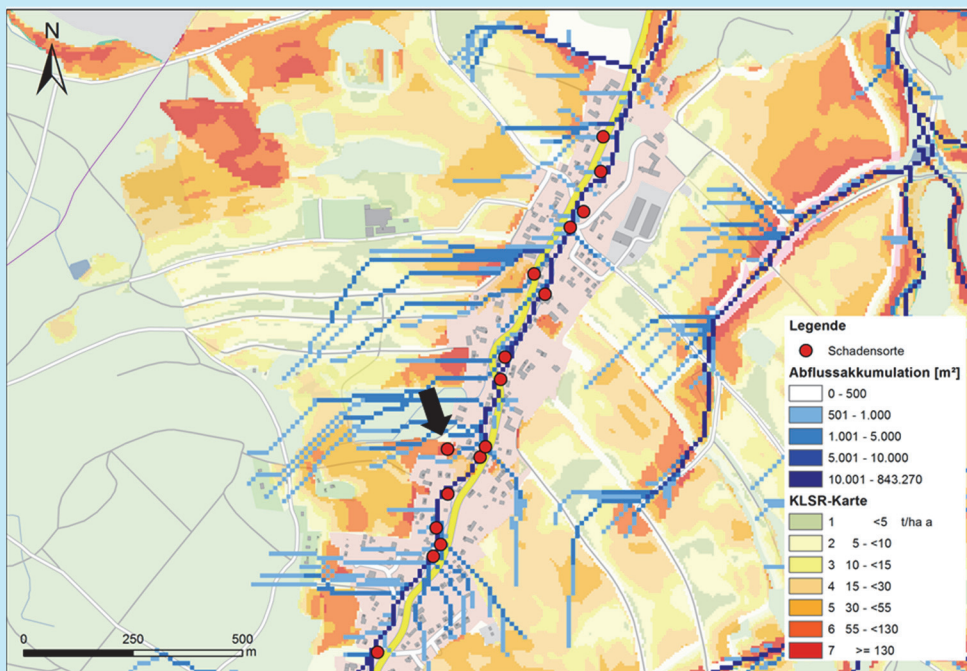 N
Legende
Schadensorte
Abflussakkumulation [m²]
0 - 500
501 - 1.000
1.001 - 5.000
5.001 - 10.000
10.001 - 843.270
KLSR-Karte
1 <5 t/ha a
2 5 - <10
3 10 - <15
4 15 - <30
5 30 - <55
6 55 - <130
7 >= 130
0 250 500
m